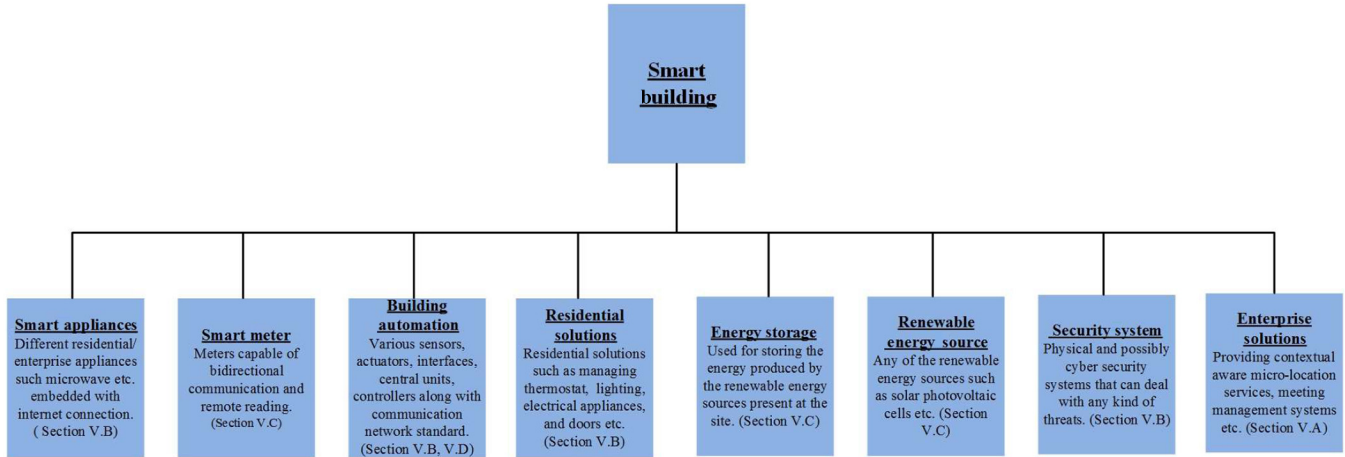 Smart
building
Smart appliances
Different residential/
enterprise appliances
such microwave etc.
embedded with
internet connection.
( Section V.B)
Smart meter
Meters capable of
bidirectional
communication and
remote reading.
(Section V.C)
Building
automation
Various sensors,
actuators, interfaces,
central units,
controllers along with
communication
network standard.
(Section V.B, V.D)
Residential
solutions
Residential solutions
such as managing
thermostat, lighting,
electrical appliances,
and doors etc.
(Section V.B)
Energy storage
Used for storing the
energy produced by
the renewable energy
sources present at the
site. (Section V.C)
Renewable
energy source
Any of the renewable
energy sources such
as solar photovoltaic
cells etc. (Section
V.C)
Security system
Physical and possibly
cyber security
systems that can deal
with any kind of
threats. (Section V.B)
Enterprise
solutions
Providing contextual
aware micro-location
services, meeting
management systems
etc. (Section V.A)